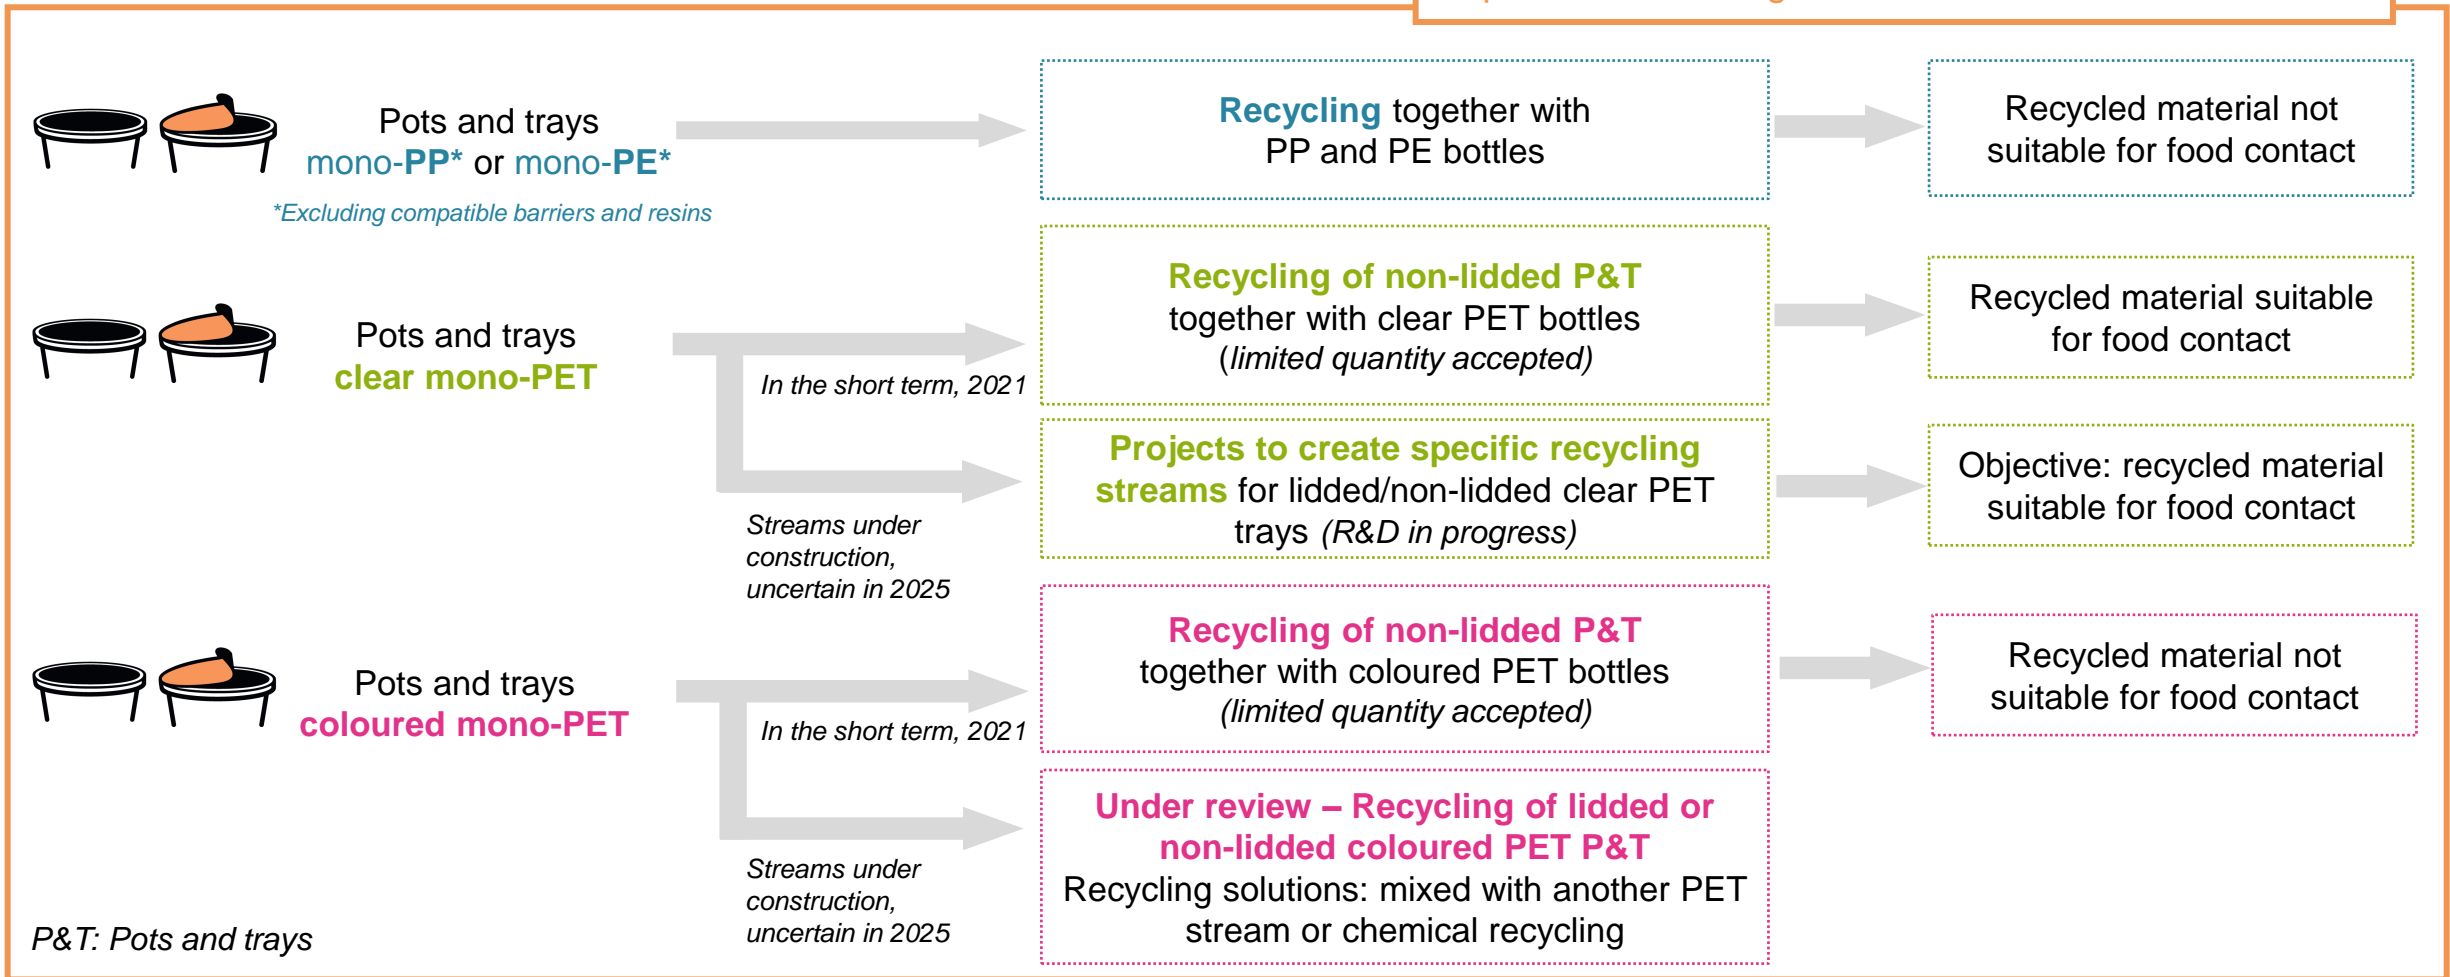 Pots and trays
mono-PP* or mono-PE*
*Excluding compatible barriers and resins
Recycling together with
PP and PE bottles
Recycled material not
suitable for food contact
Pots and trays
clear mono-PET
In the short term, 2021
Recycling of non-lidded P&T
together with clear PET bottles
(limited quantity accepted)
Recycled material suitable
for food contact
Streams under
construction,
uncertain in 2025
Projects to create specific recycling
streams for lidded/non-lidded clear PET
trays (R&D in progress)
Objective: recycled material
suitable for food contact
Pots and trays
coloured mono-PET
In the short term, 2021
Recycling of non-lidded P&T
together with coloured PET bottles
(limited quantity accepted)
Recycled material not
suitable for food contact
Streams under
construction,
uncertain in 2025
Under review – Recycling of lidded or
non-lidded coloured PET P&T
Recycling solutions: mixed with another PET
stream or chemical recycling
P&T: Pots and trays